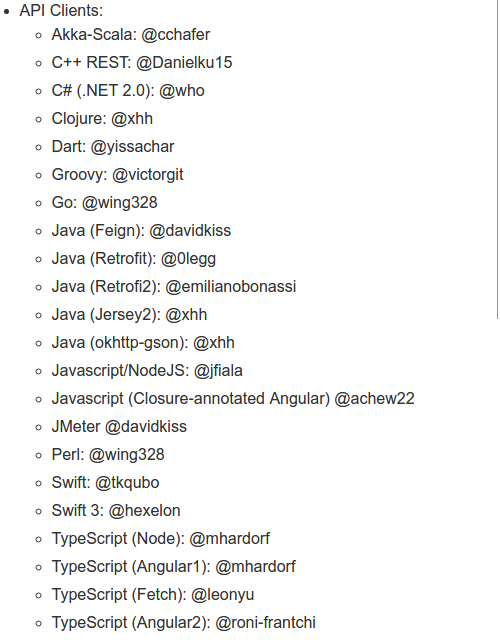 API Clients:
Akka-Scala: @cchafer
C++ REST: @Danielku15
C# (.NET 2.0): @who
Clojure: @xhh
Dart: @yissachar
Groovy: @victorgit
Go: @wing328
Java (Feign): @davidkiss
Java (Retrofit): @0legg
Java (Retrofi2): @emilianobonassi
Java (Jersey2): @xhh
Java (okhttp-gson): @xhh
Javascript/NodeJS: @jfiala
Javascript (Closure-annotated Angular) @achew22
JMeter @davidkiss
Perl: @wing328
Swift: @tkqubo
Swift 3: @hexelon
TypeScript (Node): @mhardorf
TypeScript (Angular1): @mhardorf
TypeScript (Fetch): @leonyu
TypeScript (Angular2): @roni-frantchi